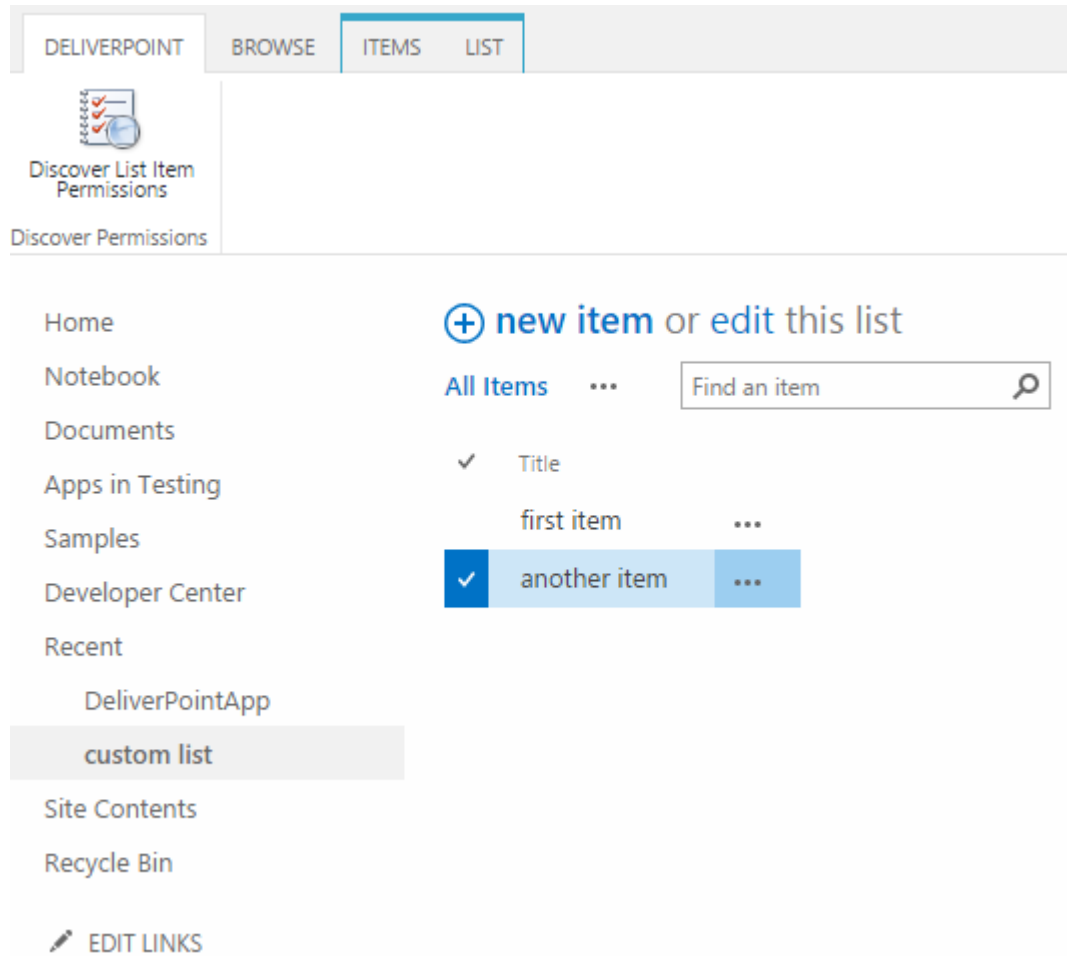 DELIVERPOINT BROWSE ITEMS LIST
Discover List Item
Permissions
Discover Permissions
Home
Notebook
Documents
Apps in Testing
Samples
Developer Center
Recent
DeliverPointApp
custom list
Site Contents
Recycle Bin
EDIT LINKS
new item or edit this list
All Items ••• Find an item
Title
first item •••
another item •••